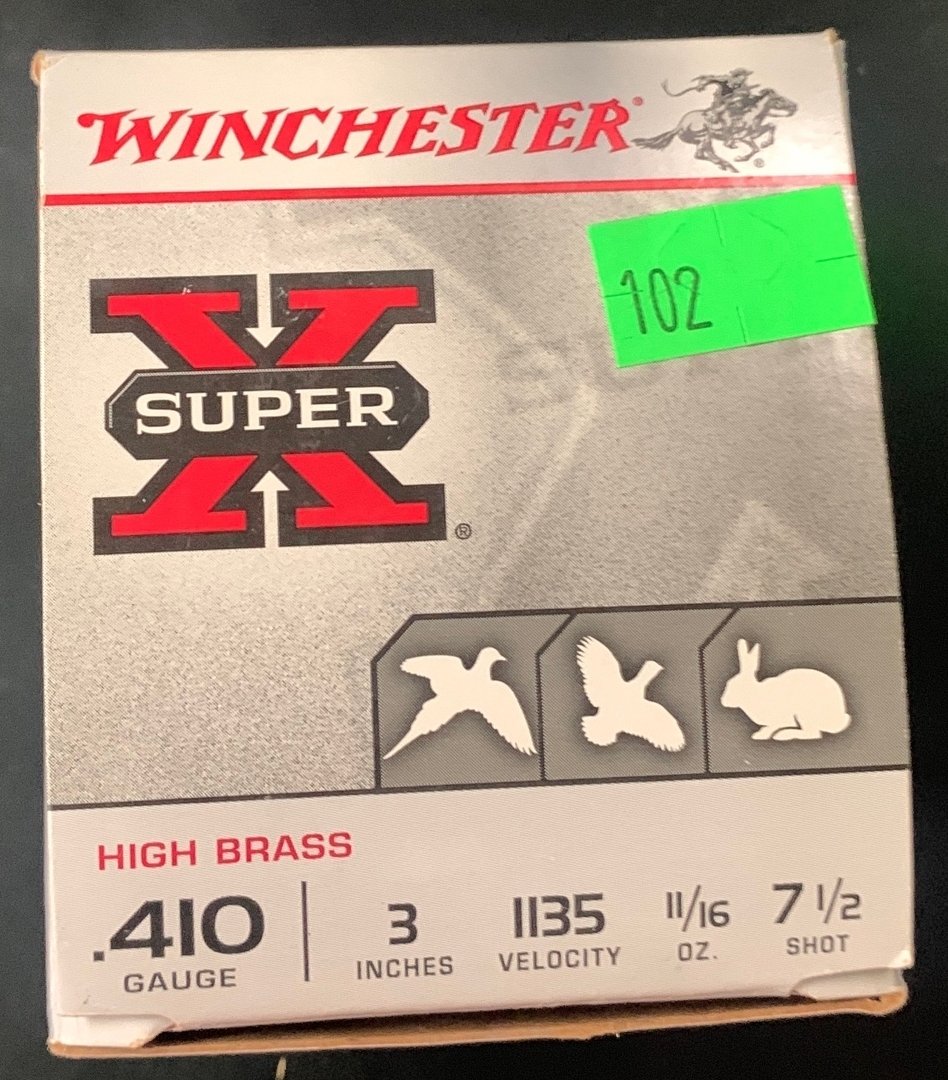 WINCHESTER®
®
102
X
SUPER
®
HIGH BRASS
.410
GAUGE
3
INCHES
1135
VELOCITY
11/16
OZ.
7 1/2
SHOT